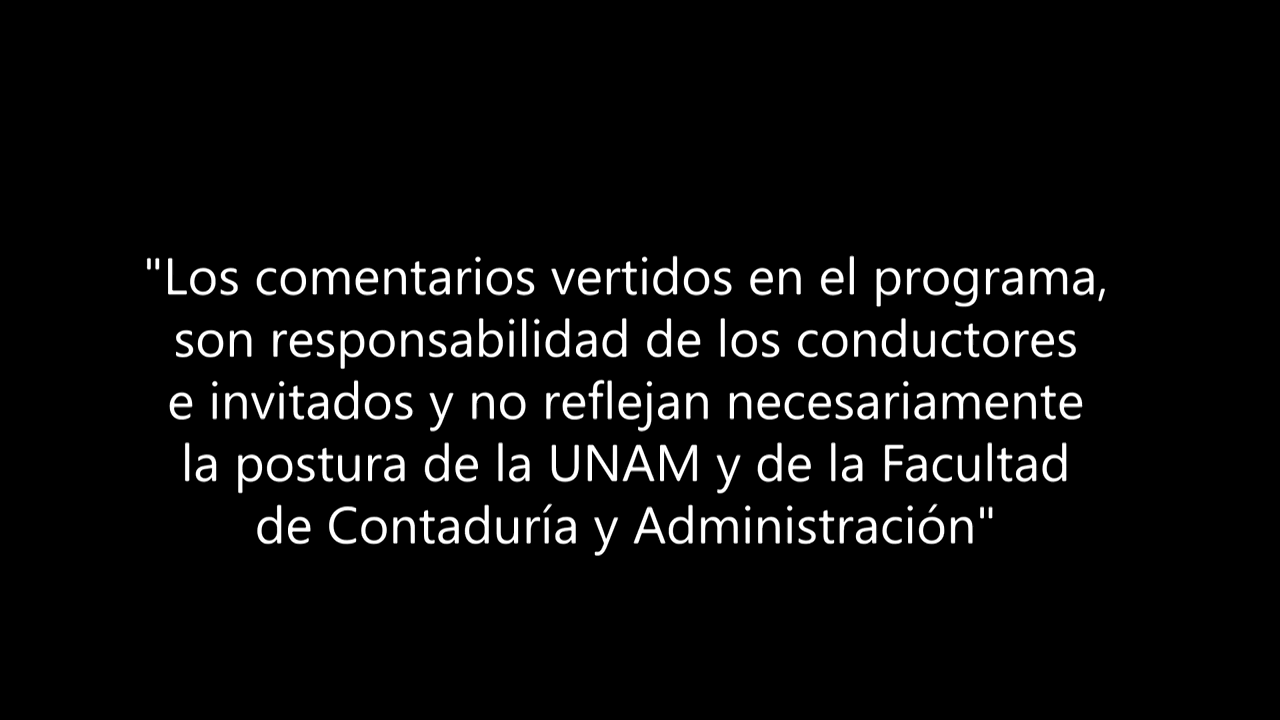 "Los comentarios vertidos en el programa,
son responsabilidad de los conductores
e invitados y no reflejan necesariamente
la postura de la UNAM y de la Facultad
de Contaduría y Administración"